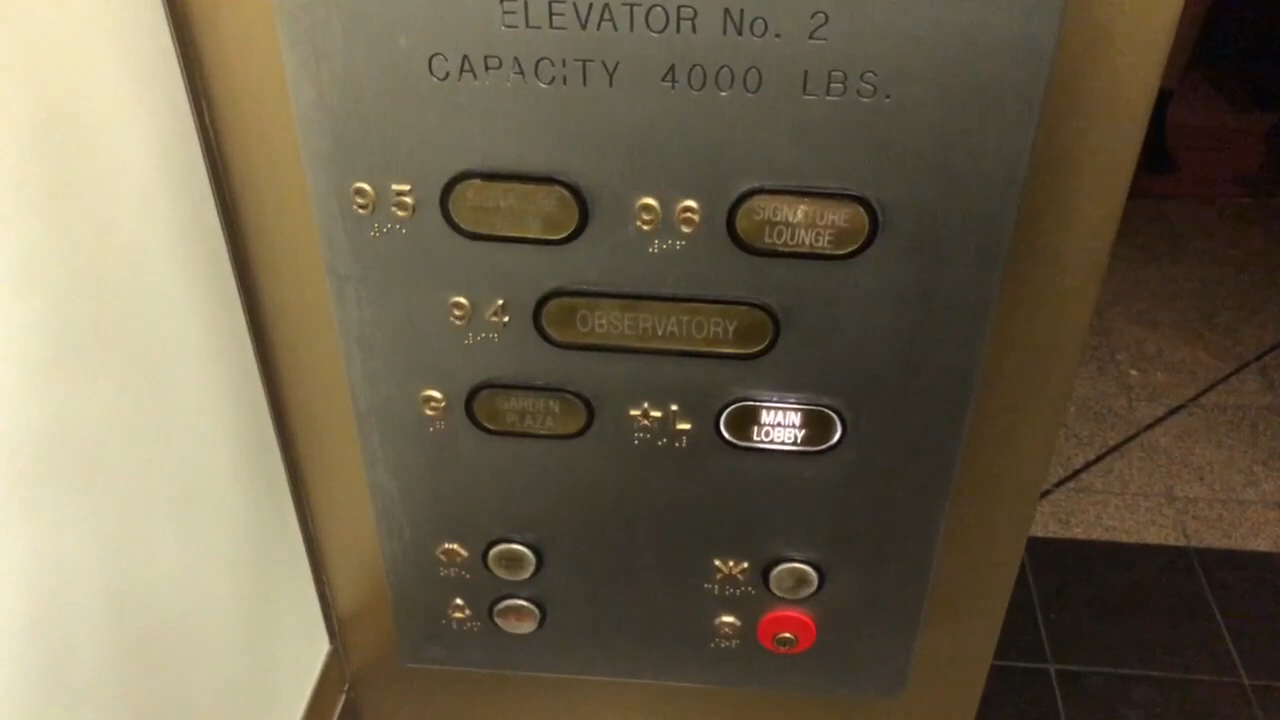 ELEVATOR No. 2
CAPACITY 4000 LBS.
95
96 SIGNATURE
LOUNGE
94 OBSERVATORY
G GARDEN
PLAZA
★L MAIN
LOBBY